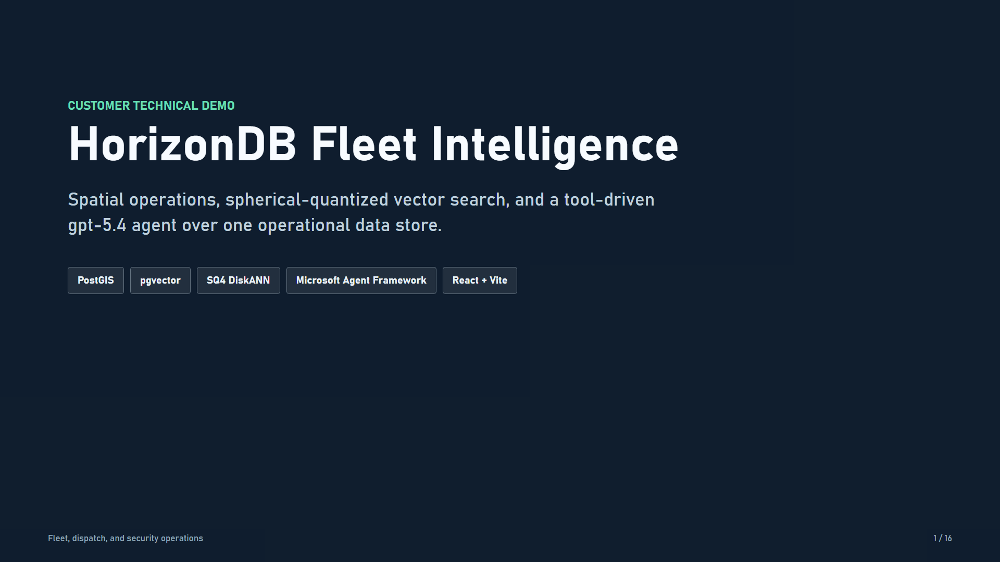 CUSTOMER TECHNICAL DEMO
HorizonDB Fleet Intelligence
Spatial operations, spherical-quantized vector search, and a tool-driven
gpt-5.4 agent over one operational data store.
PostGIS
pgvector
SQ4 DiskANN
Microsoft Agent Framework
React + Vite
Fleet, dispatch, and security operations
1 / 16